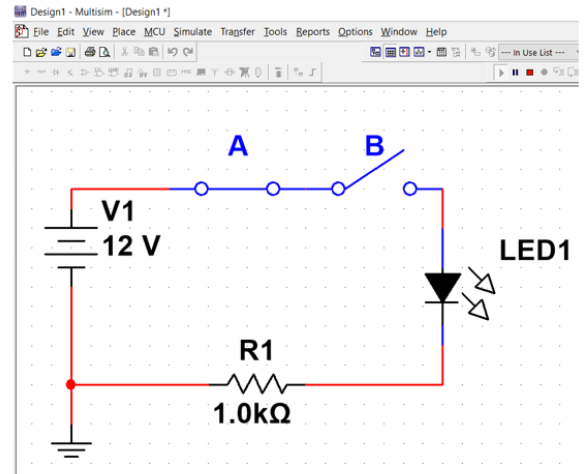 Design1 - Multisim - [Design1 *]
File Edit View Place MCU Simulate Transfer Tools Reports Options Window Help
--- In Use List ---
A B
V1
12 V
LED1
R1
1.0kΩ